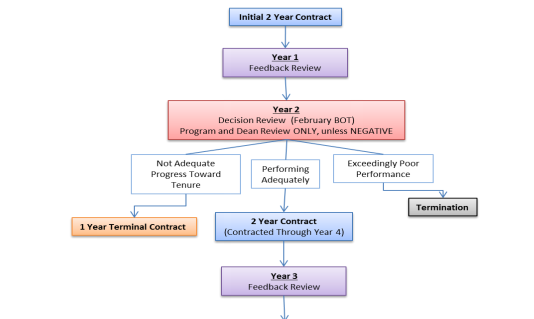 Initial 2 Year Contract
Year 1
Feedback Review
Year 2
Decision Review (February BOT)
Program and Dean Review ONLY, unless NEGATIVE
Not Adequate
Progress Toward
Tenure
Performing
Adequately
Exceedingly Poor
Performance
1 Year Terminal Contract
2 Year Contract
(Contracted Through Year 4)
Termination
Year 3
Feedback Review